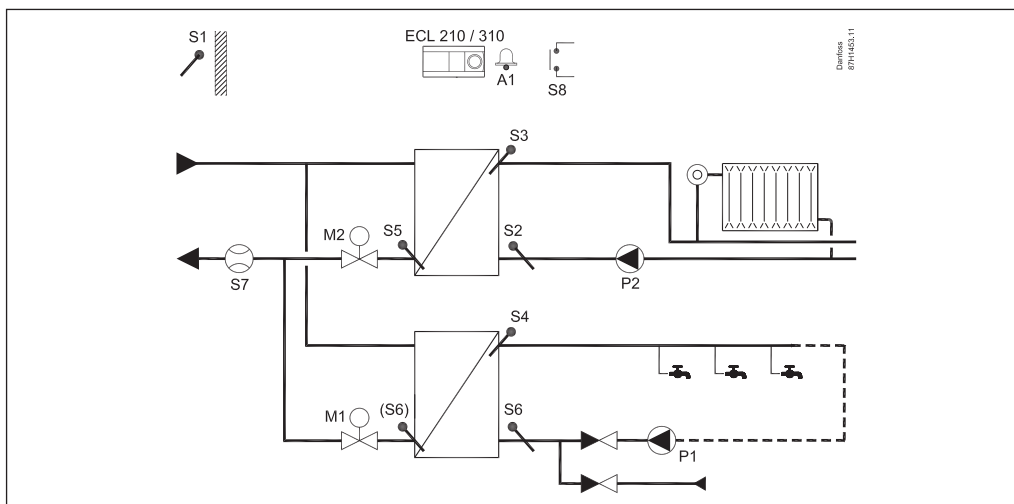 S1
ECL 210 / 310
A1
S8
Danfoss
87H1453.11
S3
M2
S5
S2
S7
P2
S4
M1
(S6)
S6
P1